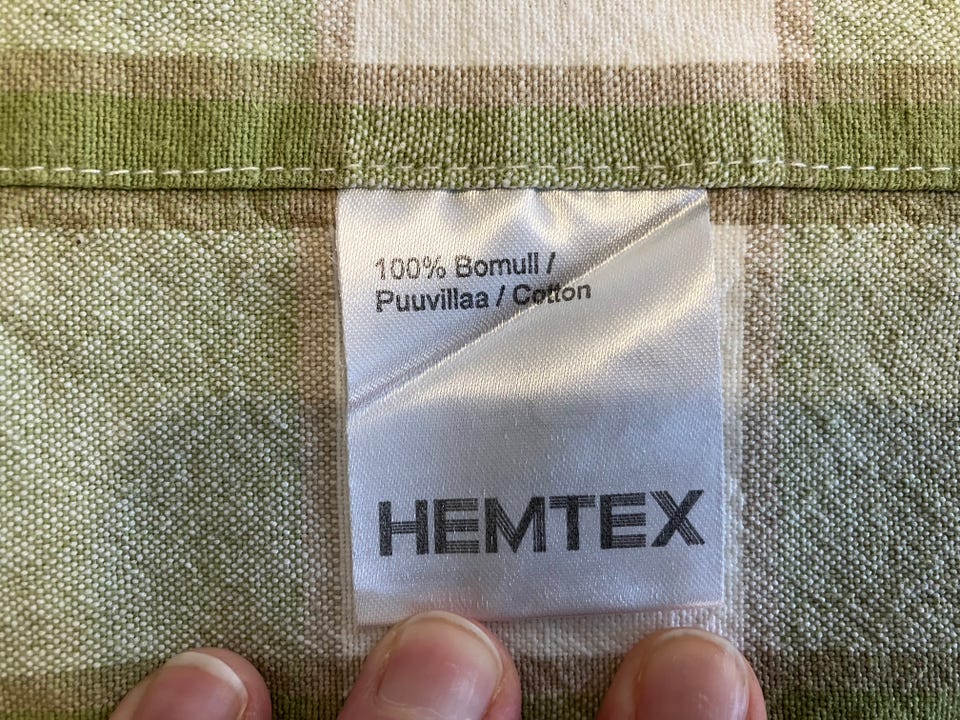 100% Bomull /
Puuvillaa / Cotton
HEMTEX